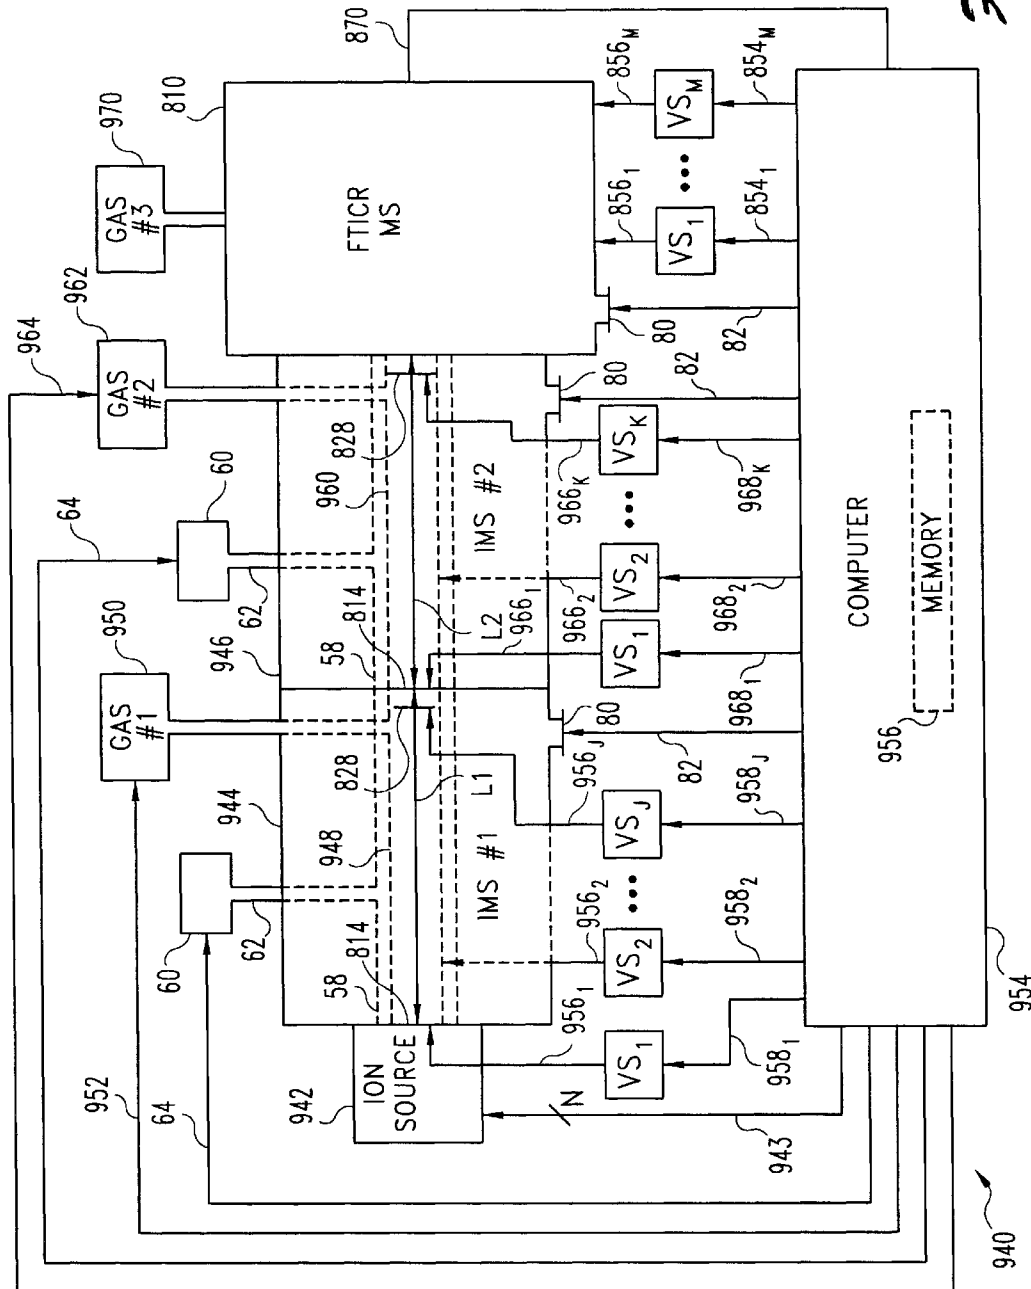 870
810
970
GAS #3
FTICR MS
964
962
GAS #2
64
60
62
946
950
GAS #1
944
60
62
952
64
942
ION SOURCE
58
814
948
828
58
814
960
828
IMS #1
L1
IMS #2
L2
956₁
956₂
956J
966₁
966₂
966K
80
80
80
856₁
856M
VS₁
VS₂
•••
VSJ
VS₁
VS₂
•••
VSK
VS₁
•••
VSM
N
943
958₁
958₂
958J
82
968₁
968₂
968K
82
82
854₁
854M
COMPUTER
MEMORY
956
954
940